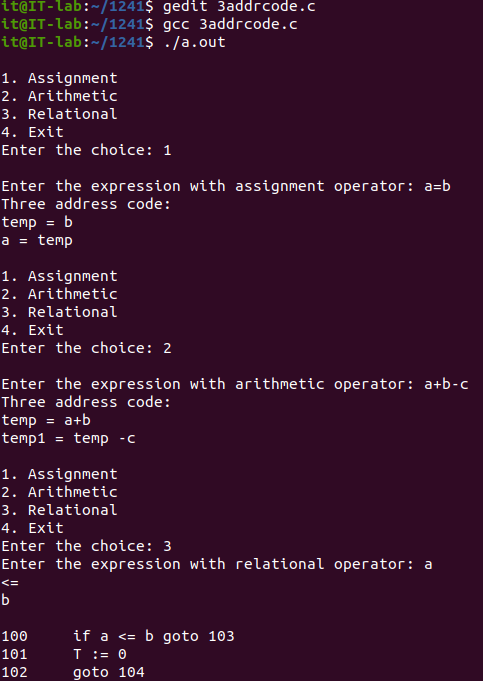 it@IT-lab:~/1241$ gedit 3addrcode.c
it@IT-lab:~/1241$ gcc 3addrcode.c
it@IT-lab:~/1241$ ./a.out
1. Assignment
2. Arithmetic
3. Relational
4. Exit
Enter the choice: 1
Enter the expression with assignment operator: a=b
Three address code:
temp = b
a = temp
1. Assignment
2. Arithmetic
3. Relational
4. Exit
Enter the choice: 2
Enter the expression with arithmetic operator: a+b-c
Three address code:
temp = a+b
temp1 = temp -c
1. Assignment
2. Arithmetic
3. Relational
4. Exit
Enter the choice: 3
Enter the expression with relational operator: a
<=
b
100     if a <= b goto 103
101     T := 0
102     goto 104